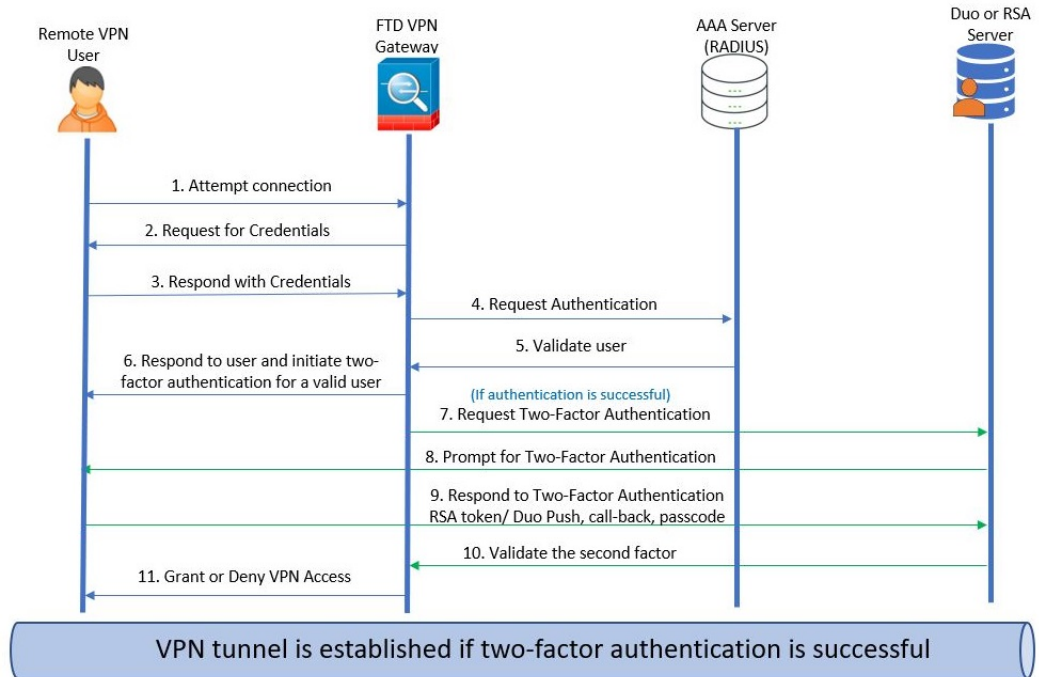 Remote VPN
User
FTD VPN
Gateway
AAA Server
(RADIUS)
Duo or RSA
Server
1. Attempt connection
2. Request for Credentials
3. Respond with Credentials
4. Request Authentication
5. Validate user
6. Respond to user and initiate two-
factor authentication for a valid user
(If authentication is successful)
7. Request Two-Factor Authentication
8. Prompt for Two-Factor Authentication
9. Respond to Two-Factor Authentication
RSA token/ Duo Push, call-back, passcode
10. Validate the second factor
11. Grant or Deny VPN Access
VPN tunnel is established if two-factor authentication is successful